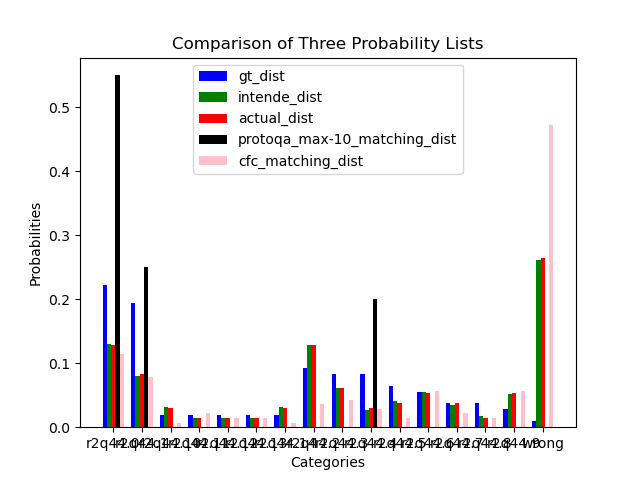 Comparison of Three Probability Lists
gt_dist
intende_dist
actual_dist
protoqa_max-10_matching_dist
cfc_matching_dist
Probabilities
0.5
0.4
0.3
0.2
0.1
0.0
wrong
Categories